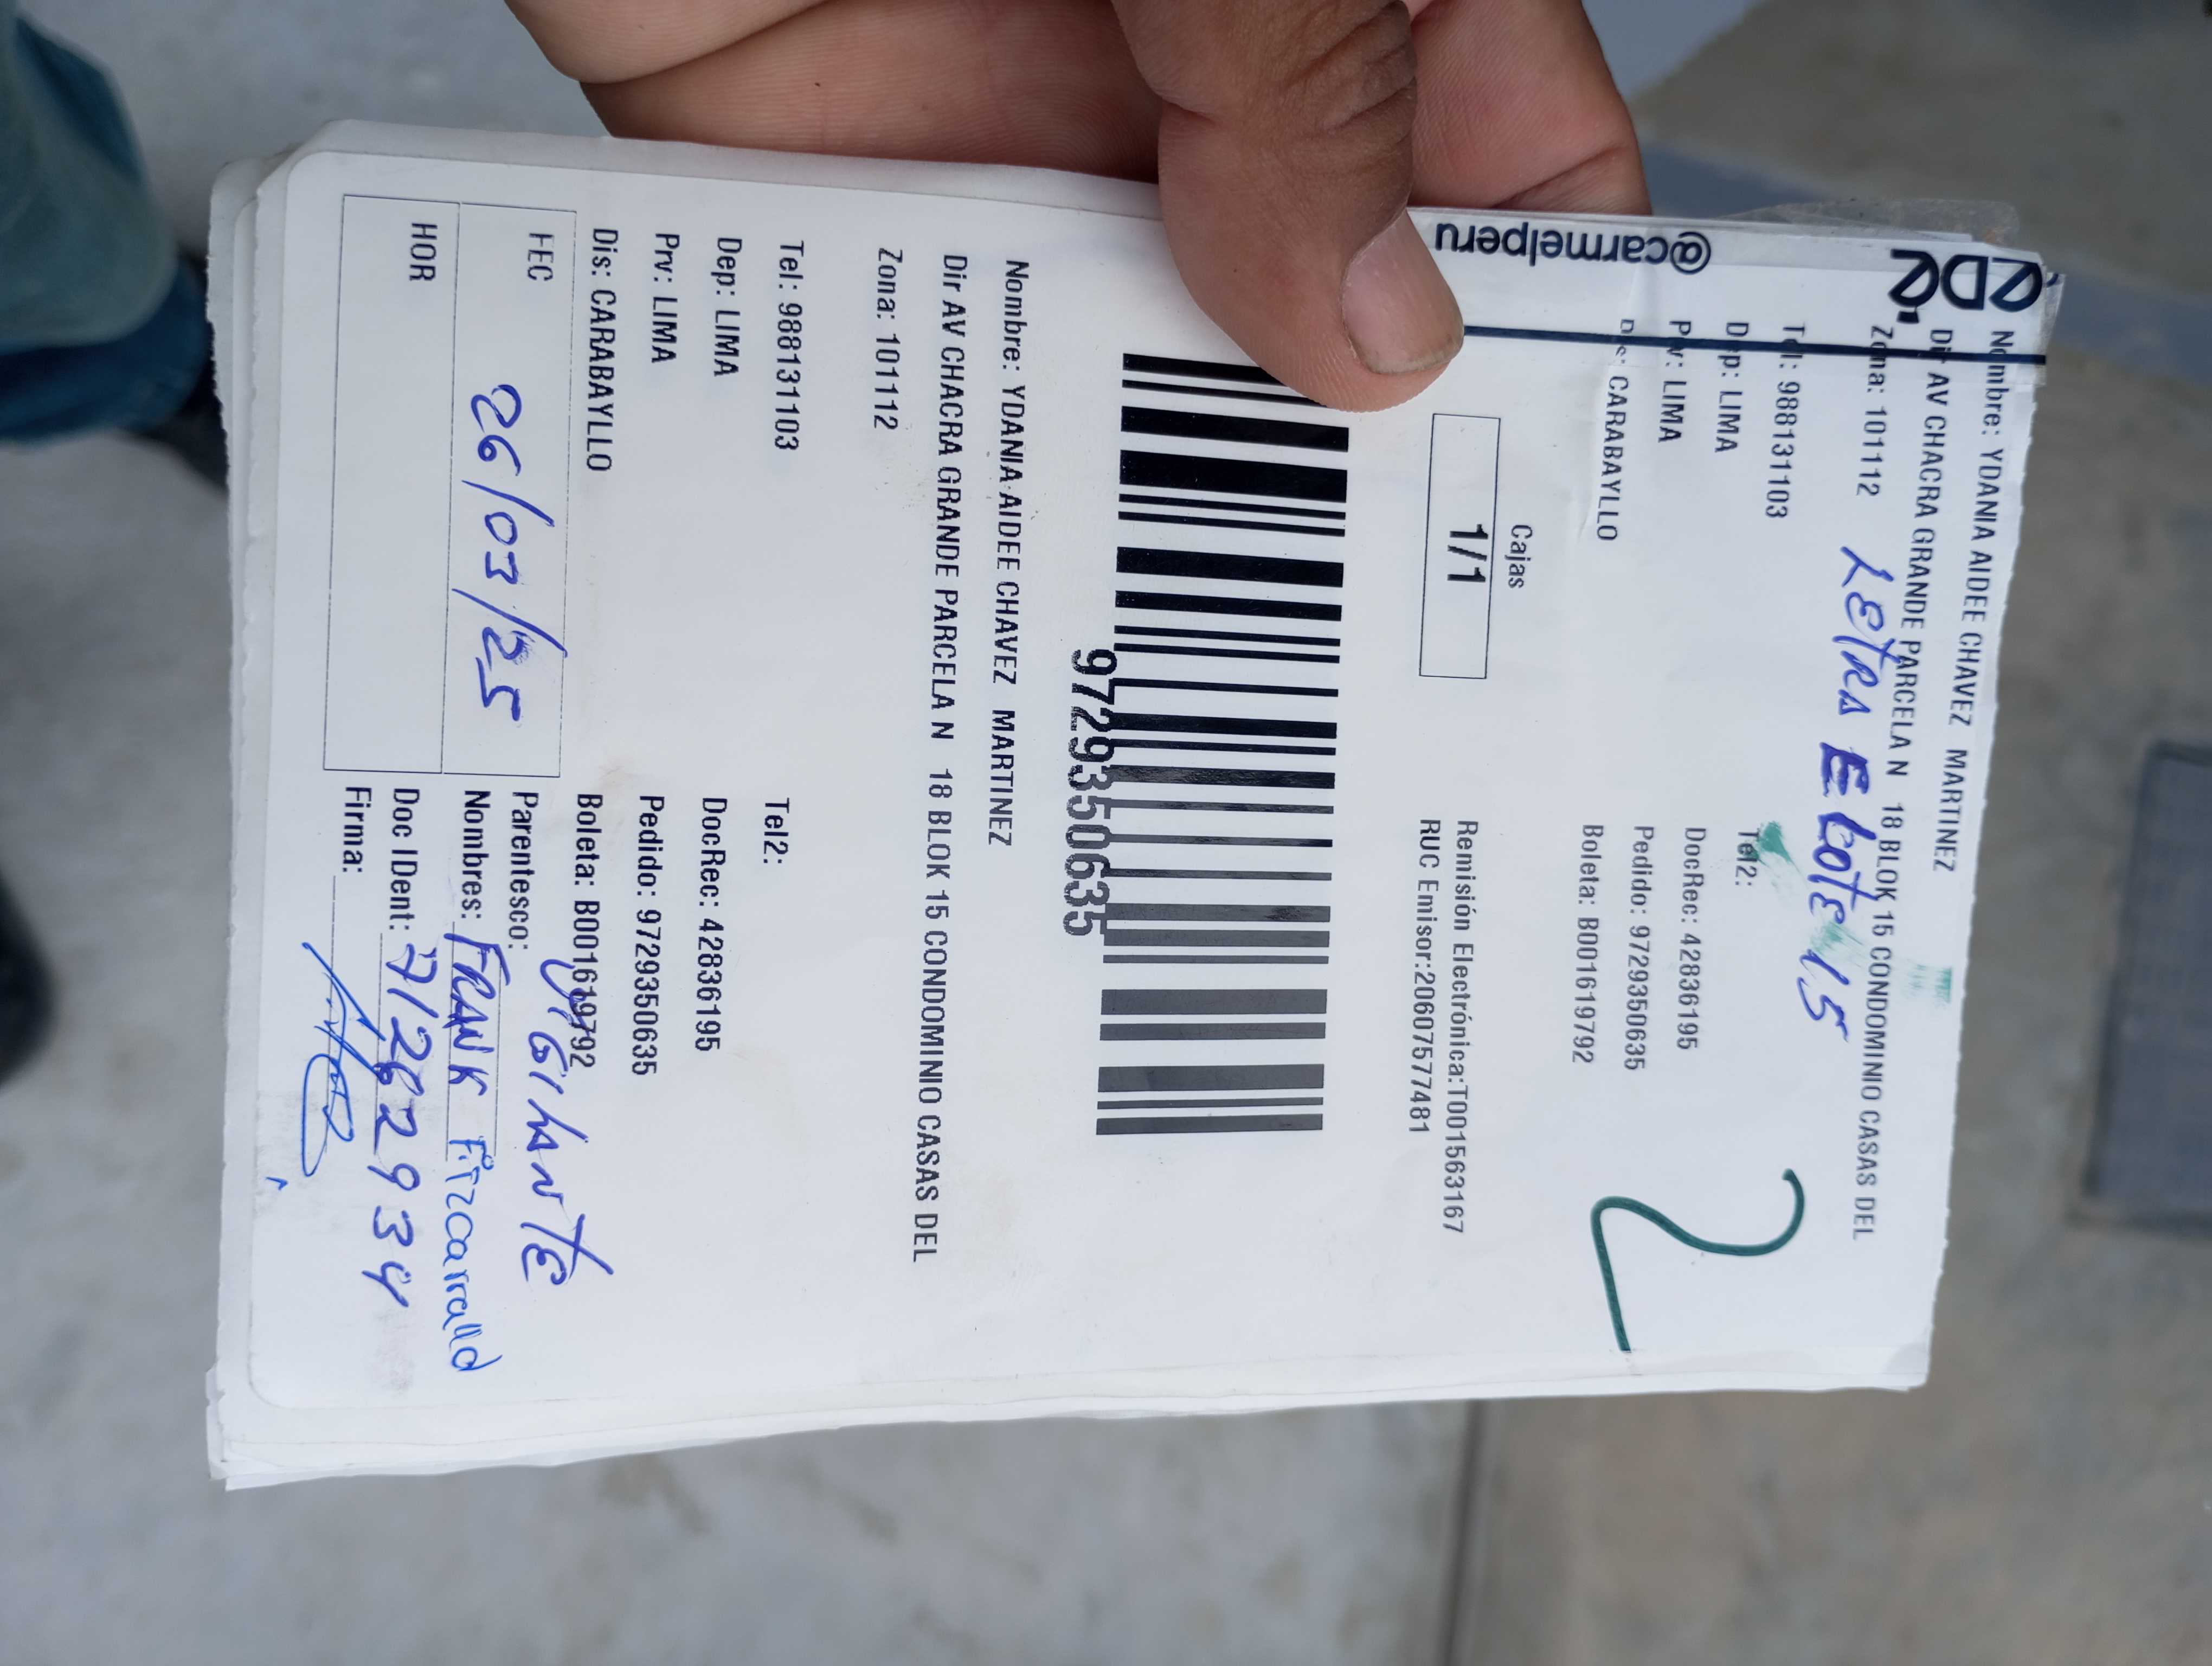 @carmelperu
Nombre: YDANIA AIDEE CHAVEZ MARTINEZ
Dir AV CHACRA GRANDE PARCELA N 18 BLOK 15 CONDOMINIO CASAS DEL
Zona: 101112 LETRA E LOTE 15
Tel: 988131103 Tel2:
Dep: LIMA DocRec: 42836195
Prv: LIMA Pedido: 9729350635
Dis: CARABAYLLO Boleta: B001619792
2
Cajas
1/1
Remisión Electrónica:T001563167
RUC Emisor:20607577481
9729350635
Nombre: YDANIA AIDEE CHAVEZ MARTINEZ
Dir AV CHACRA GRANDE PARCELA N 18 BLOK 15 CONDOMINIO CASAS DEL
Zona: 101112
Tel: 988131103 Tel2:
Dep: LIMA DocRec: 42836195
Prv: LIMA Pedido: 9729350635
Dis: CARABAYLLO Boleta: B001619792
FEC 26/03/25 Parentesco: VIGILANTE
Nombres: FRANK Fitzcarrald
HOR Doc IDent: 71262934
Firma: